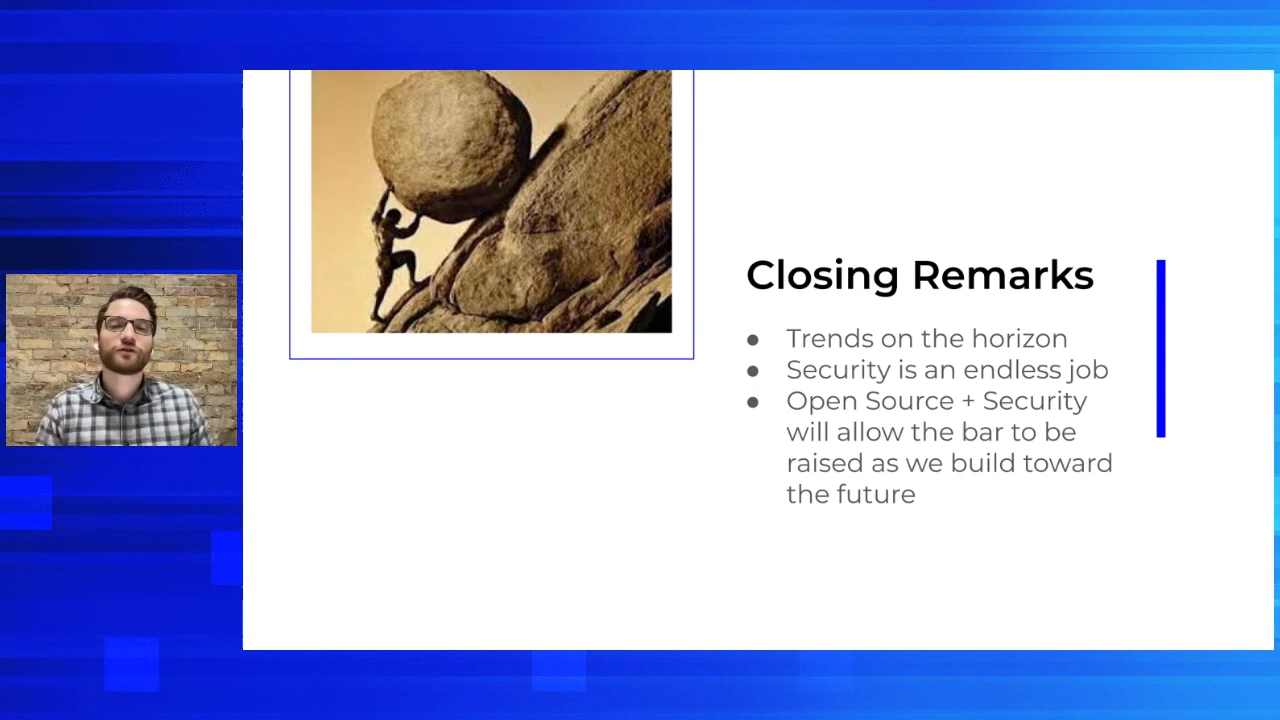 Closing Remarks
● Trends on the horizon
● Security is an endless job
● Open Source + Security
will allow the bar to be
raised as we build toward
the future